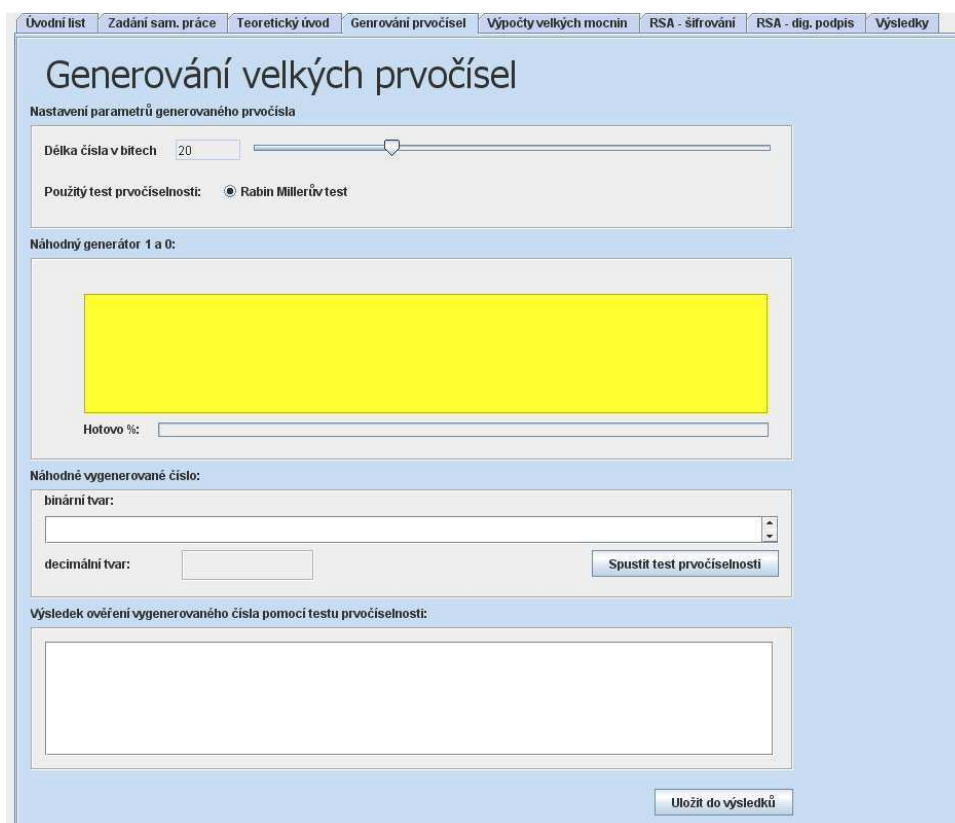 Úvodní list Zadání sam. práce Teoretický úvod Genrování prvočísel Výpočty velkých mocnin RSA - šifrování RSA - dig. podpis Výsledky
Generování velkých prvočísel
Nastavení parametrů generovaného prvočísla
Délka čísla v bitech 20
Použitý test prvočíselnosti: Rabin Millerův test
Náhodný generátor 1 a 0:
Hotovo %:
Náhodné vygenerované číslo:
binární tvar:
decimální tvar: Spustit test prvočíselnosti
Výsledek ověření vygenerovaného čísla pomocí testu prvočíselnosti:
Uložit do výsledků